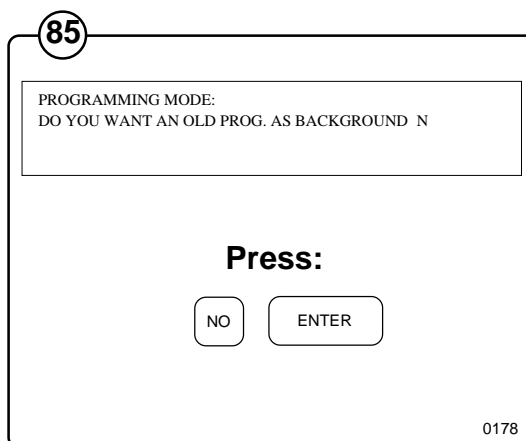 85
PROGRAMMING MODE:
DO YOU WANT AN OLD PROG. AS BACKGROUND N
Press:
NO ENTER
0178